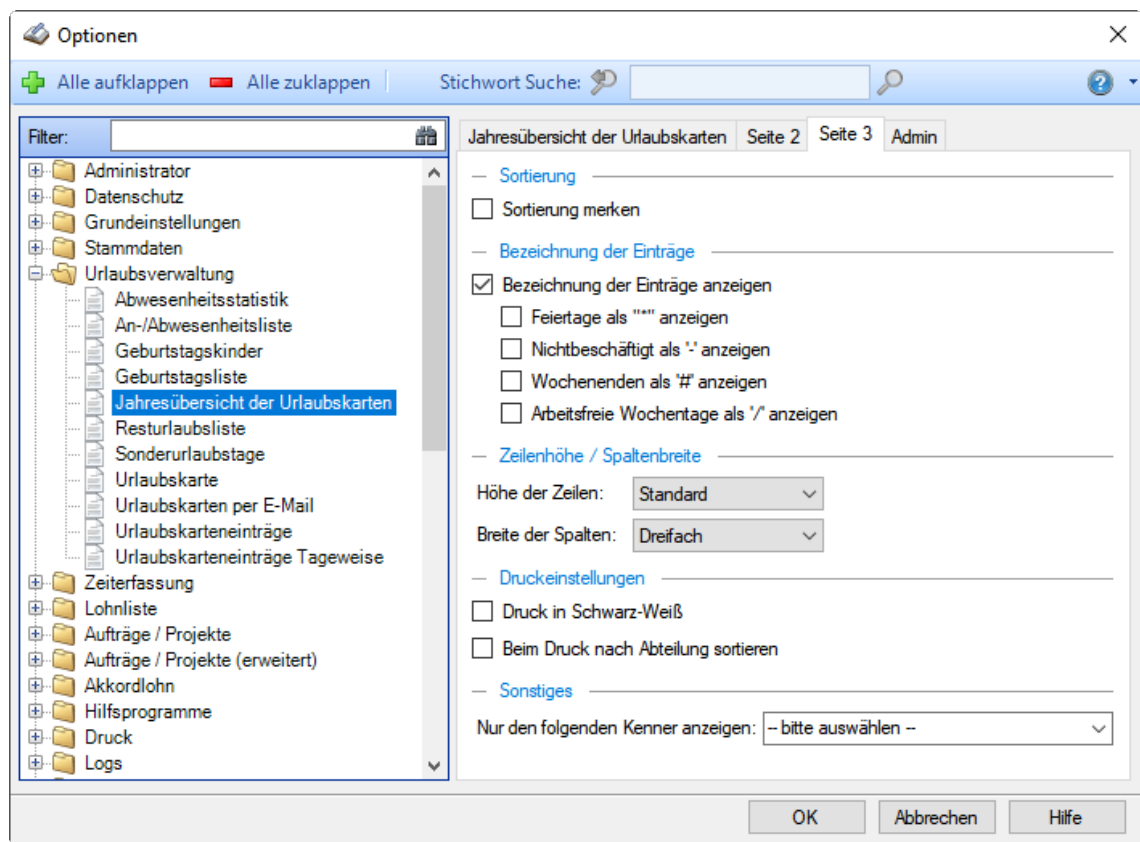 Optionen
Alle aufklappen Alle zuklappen Stichwort Suche:
Filter:
Administrator
Datenschutz
Grundeinstellungen
Stammdaten
Urlaubsverwaltung
Abwesenheitsstatistik
An-/Abwesenheitsliste
Geburtstagskinder
Geburtstagsliste
Jahresübersicht der Urlaubskarten
Resturlaubsliste
Sonderurlaubstage
Urlaubskarte
Urlaubskarten per E-Mail
Urlaubskarteneinträge
Urlaubskarteneinträge Tageweise
Zeiterfassung
Lohnliste
Aufträge / Projekte
Aufträge / Projekte (erweitert)
Akkordlohn
Hilfsprogramme
Druck
Logs
Jahresübersicht der Urlaubskarten Seite 2 Seite 3 Admin
Sortierung
Sortierung merken
Bezeichnung der Einträge
Bezeichnung der Einträge anzeigen
Feiertage als "*" anzeigen
Nichtbeschäftigt als '-' anzeigen
Wochenenden als '#' anzeigen
Arbeitsfreie Wochentage als '/' anzeigen
Zeilenhöhe / Spaltenbreite
Höhe der Zeilen: Standard
Breite der Spalten: Dreifach
Druckeinstellungen
Druck in Schwarz-Weiß
Beim Druck nach Abteilung sortieren
Sonstiges
Nur den folgenden Kenner anzeigen: -- bitte auswählen --
OK Abbrechen Hilfe